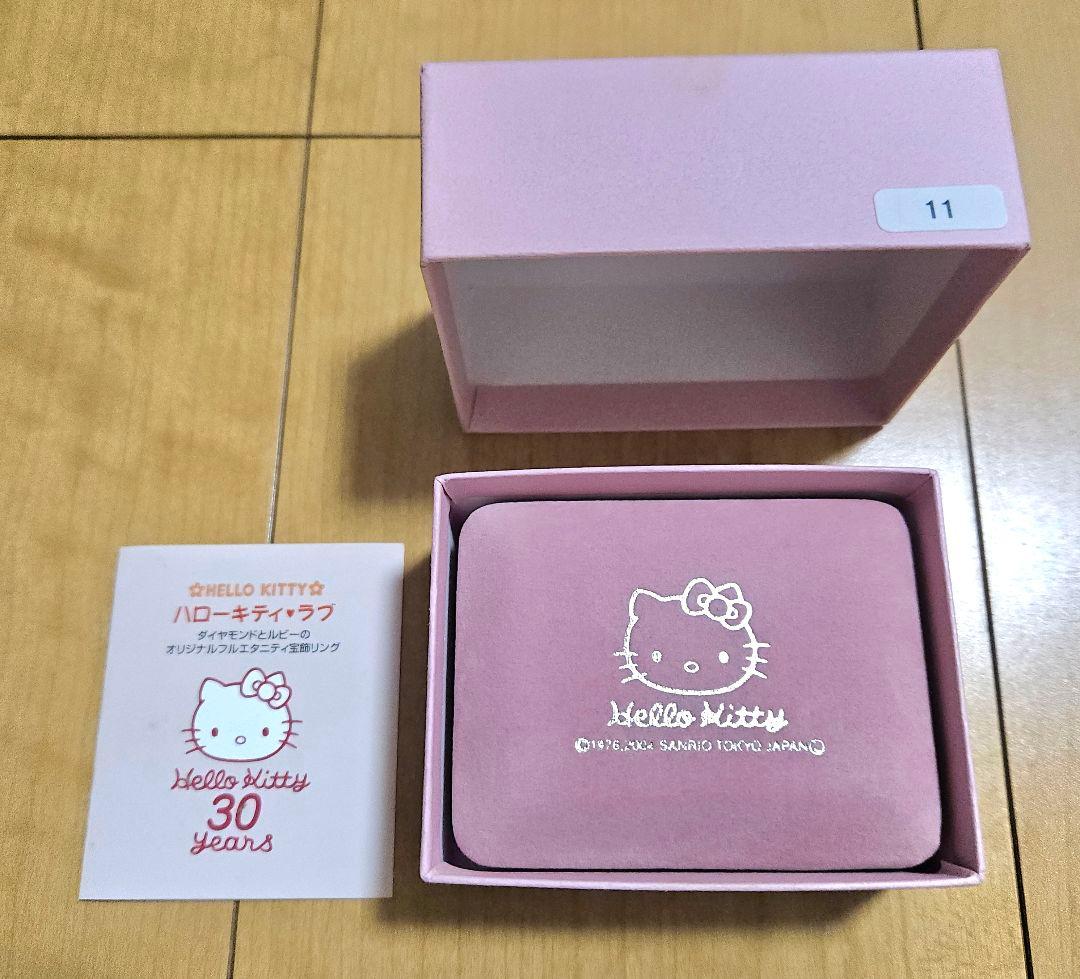 11
✿HELLO KITTY✿
ハローキティ♥ラブ
ダイヤモンドとルビーの
オリジナルフルエタニティ宝飾リング
Hello Kitty
30
years
Hello Kitty
©1976,2004 SANRIO TOKYO JAPAN Ⓛ